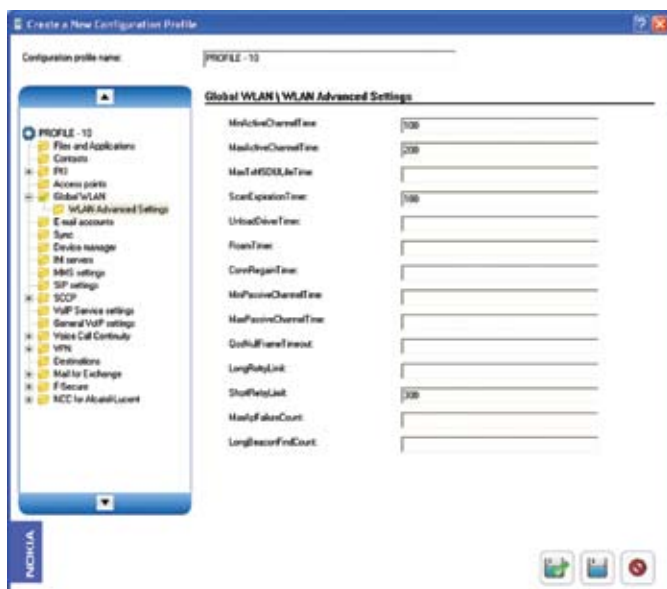 Create a New Configuration Profile
Configuration profile name:
PROFILE - 10
PROFILE - 10
Files and Applications
Contacts
PKI
Access points
Global WLAN
WLAN Advanced Settings
E-mail accounts
Sync
Device manager
IM servers
MMS settings
SIP settings
SCCP
VoIP Service settings
General VoIP settings
Voice Call Continuity
VPN
Destinations
Mail for Exchange
F-Secure
NCC for Alcatel-Lucent
Global WLAN \ WLAN Advanced Settings
MinActiveChannelTime:
100
MaxActiveChannelTime:
200
MaxTxMSDULifeTime:
ScanExpirationTimer:
100
UnloadDriverTimer:
RoamTimer:
ConnRegainTimer:
MinPassiveChannelTime:
MaxPassiveChannelTime:
QosNullFrameTimeout:
LongRetryLimit:
ShortRetryLimit:
300
MaxApFailureCount:
LongBeaconFindCount:
NOKIA